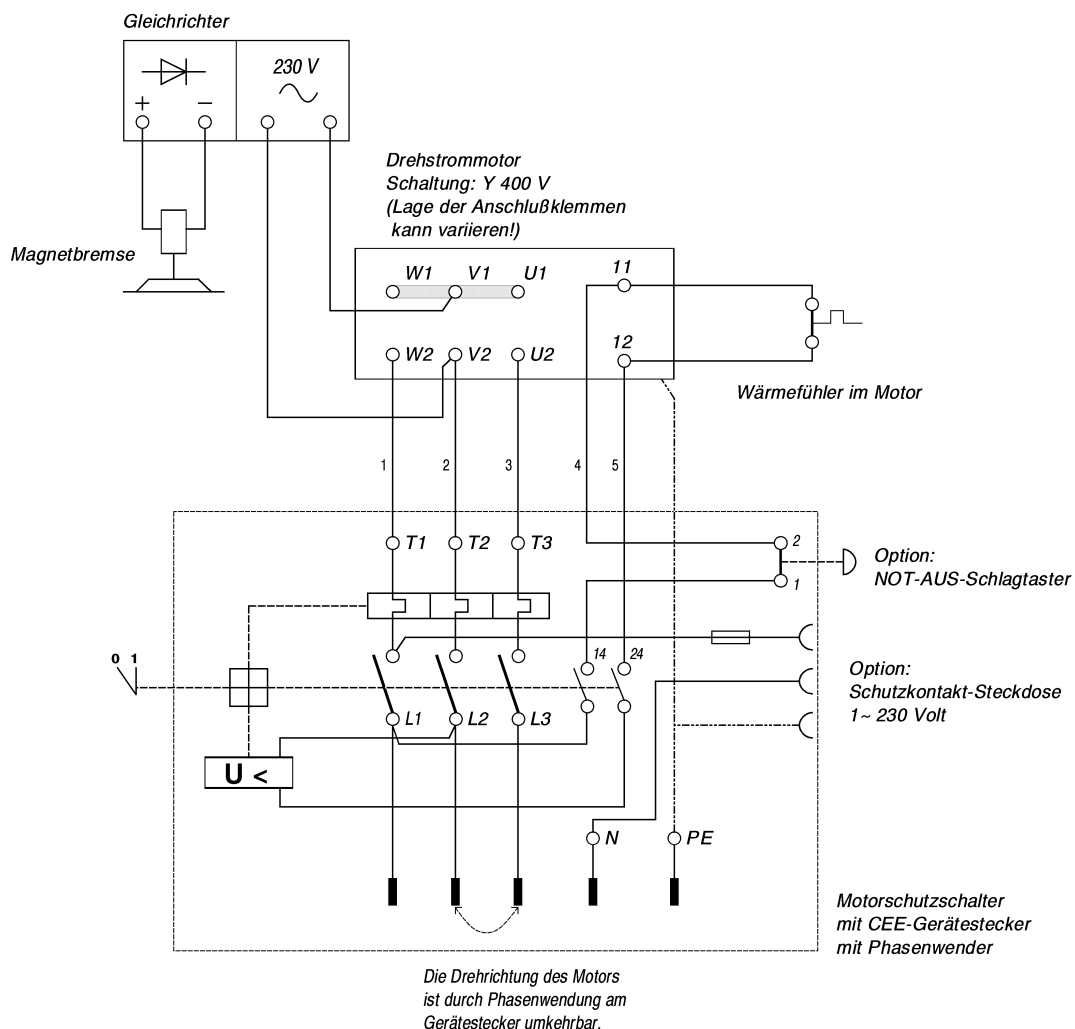 Gleichrichter
230 V
+ −
Drehstrommotor
Schaltung: Y 400 V
(Lage der Anschlußklemmen
kann variieren!)
Magnetbremse
W1 V1 U1 11
W2 V2 U2 12
Wärmefühler im Motor
1 2 3 4 5
T1 T2 T3
2
1
Option:
NOT-AUS-Schlagtaster
0 1
14 24
Option:
Schutzkontakt-Steckdose
1~ 230 Volt
L1 L2 L3
U <
N PE
Motorschutzschalter
mit CEE-Gerätestecker
mit Phasenwender
Die Drehrichtung des Motors
ist durch Phasenwendung am
Gerätestecker umkehrbar.